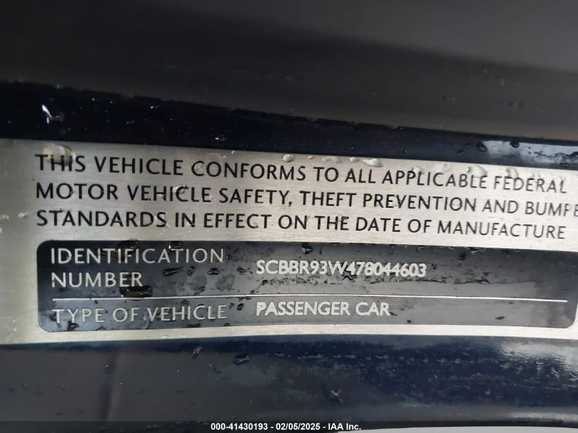 THIS VEHICLE CONFORMS TO ALL APPLICABLE FEDERAL
MOTOR VEHICLE SAFETY, THEFT PREVENTION AND BUMPE
STANDARDS IN EFFECT ON THE DATE OF MANUFACTURE
IDENTIFICATION
NUMBER
SCBBR93W478044603
TYPE OF VEHICLE
PASSENGER CAR
000-41430193 - 02/05/2025 - IAA Inc.